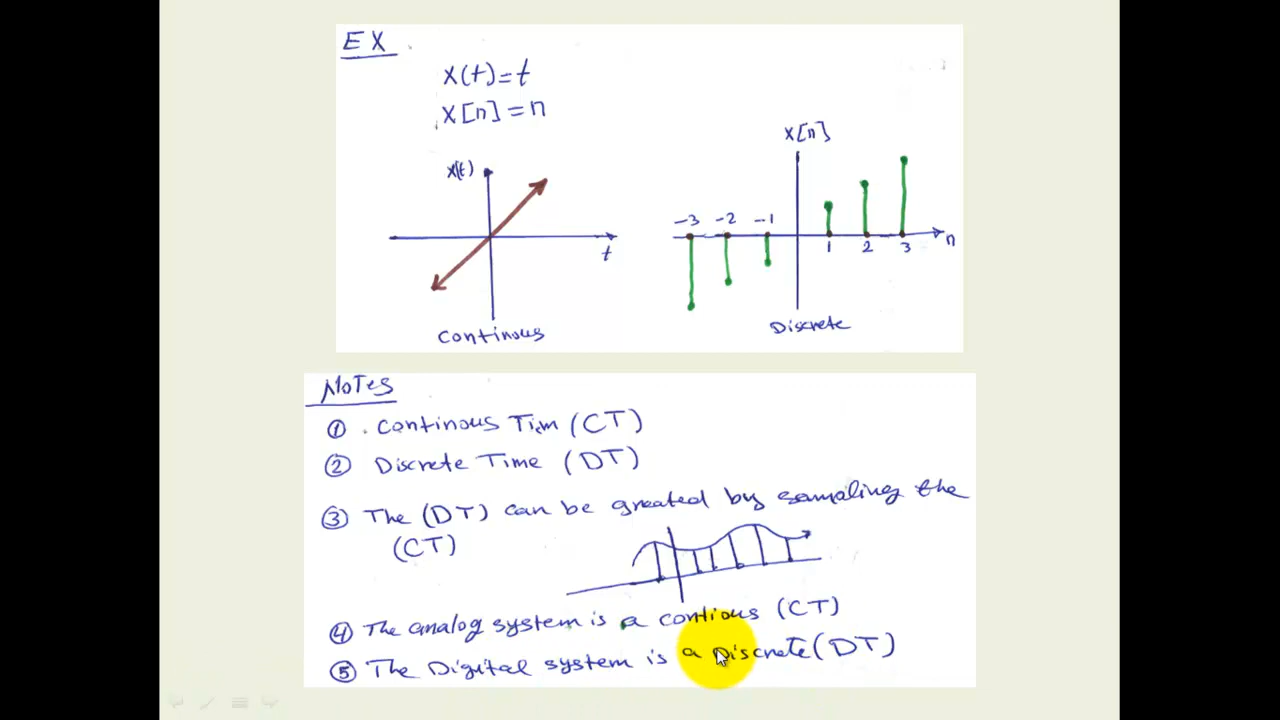 EX
x(t)=t
x[n]=n
x(t)
t
Continous
x[n]
-3 -2 -1
1 2 3 n
Discrete
Notes
① Continous Tim (CT)
② Discrete Time (DT)
③ The (DT) can be greated by sampling the
(CT)
④ The analog system is a contious (CT)
⑤ The Digital system is a Discrete (DT)